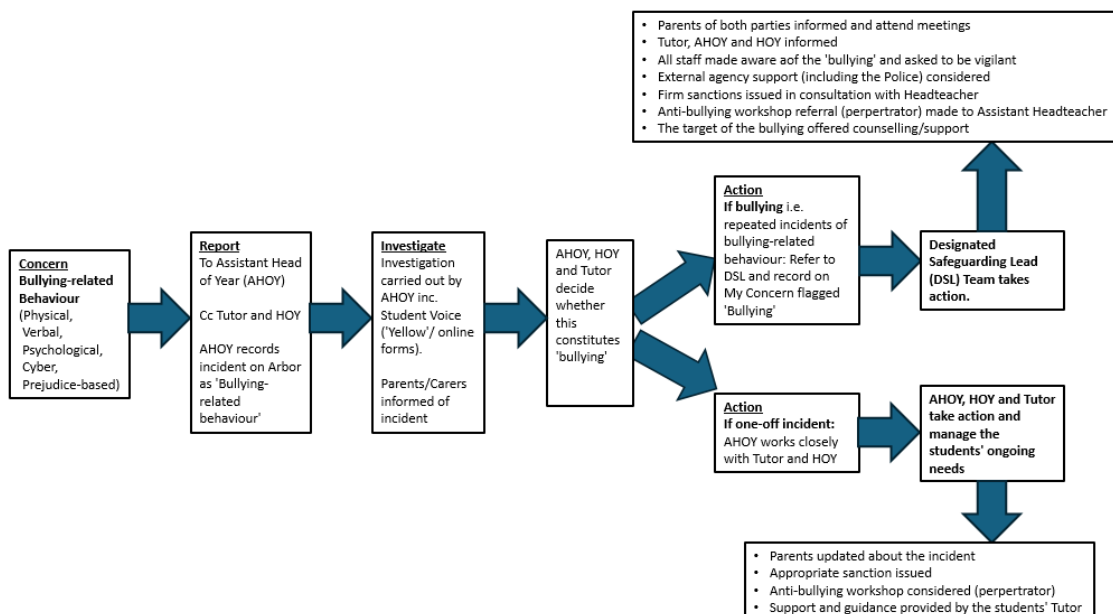 Concern
Bullying-related
Behaviour
(Physical,
Verbal,
Psychological,
Cyber,
Prejudice-based)
Report
To Assistant Head
of Year (AHOY)
Cc Tutor and HOY
AHOY records
incident on Arbor
as 'Bullying-
related
behaviour'
Investigate
Investigation
carried out by
AHOY inc.
Student Voice
('Yellow'/ online
forms).
Parents/Carers
informed of
incident
AHOY, HOY
and Tutor
decide
whether
this
constitutes
'bullying'
Action
If bullying i.e.
repeated incidents of
bullying-related
behaviour: Refer to
DSL and record on
My Concern flagged
'Bullying'
Designated
Safeguarding Lead
(DSL) Team takes
action.
• Parents of both parties informed and attend meetings
• Tutor, AHOY and HOY informed
• All staff made aware aof the 'bullying' and asked to be vigilant
• External agency support (including the Police) considered
• Firm sanctions issued in consultation with Headteacher
• Anti-bullying workshop referral (perpertrator) made to Assistant Headteacher
• The target of the bullying offered counselling/support
Action
If one-off incident:
AHOY works closely
with Tutor and HOY
AHOY, HOY and Tutor
take action and
manage the
students' ongoing
needs
• Parents updated about the incident
• Appropriate sanction issued
• Anti-bullying workshop considered (perpertrator)
• Support and guidance provided by the students' Tutor